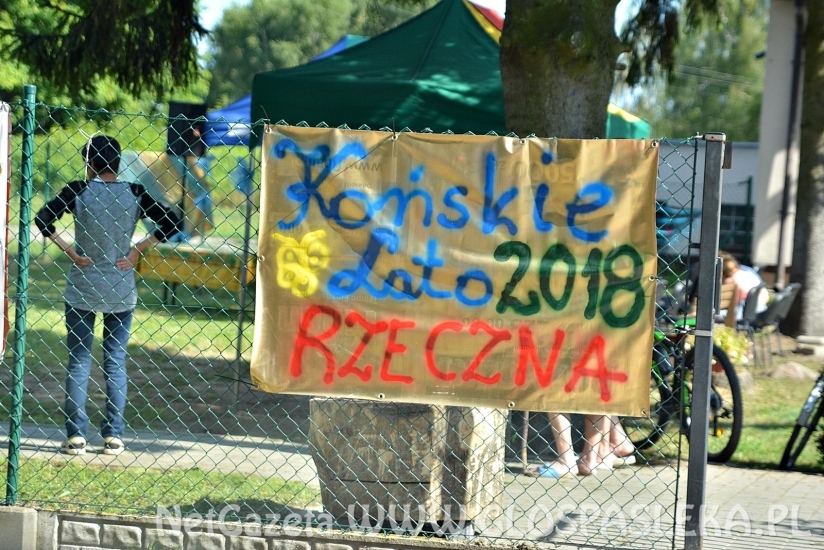 Końskie
Lato 2018
RZECZNA
NetGazeta WWW.GLOSPASLEKA.PL